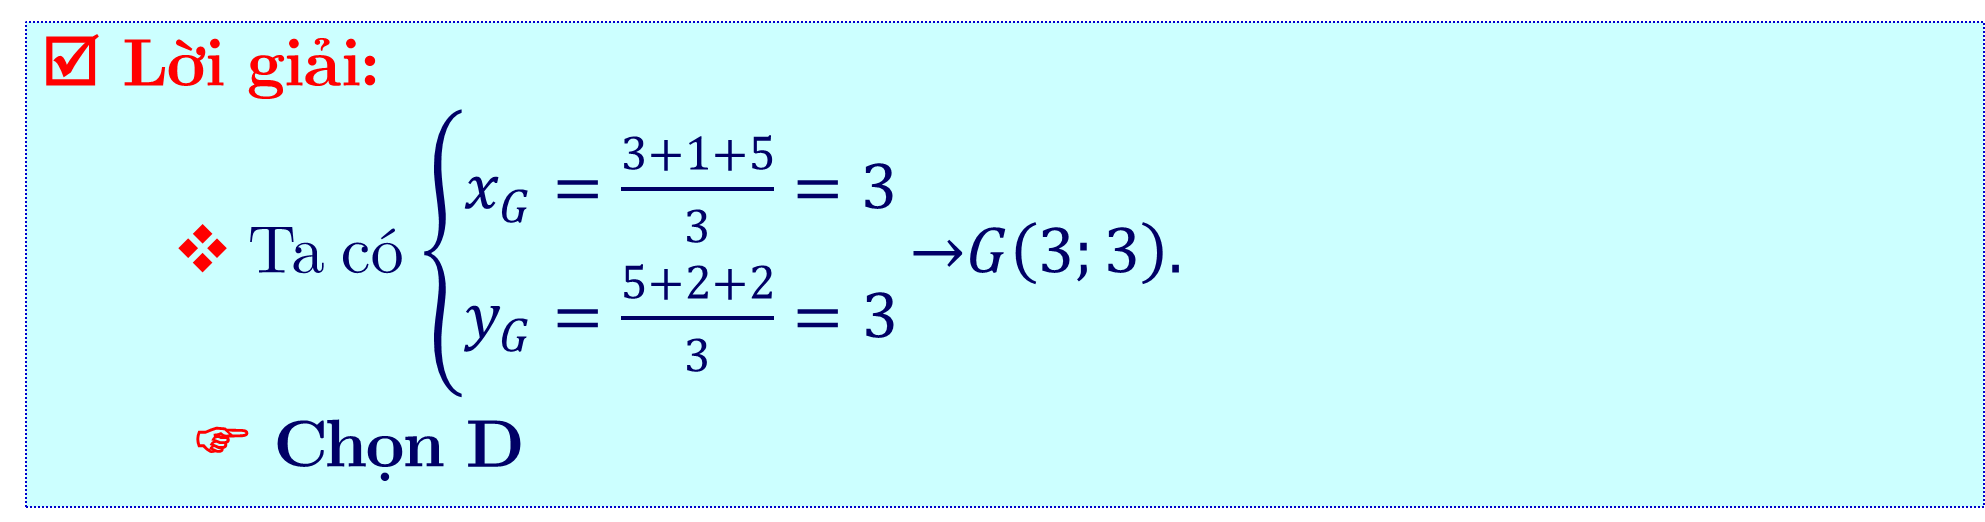 ☑ Lời giải:
❖ Ta có { x_G = (3+1+5)/3 = 3
y_G = (5+2+2)/3 = 3 →G(3; 3).
☞ Chọn D